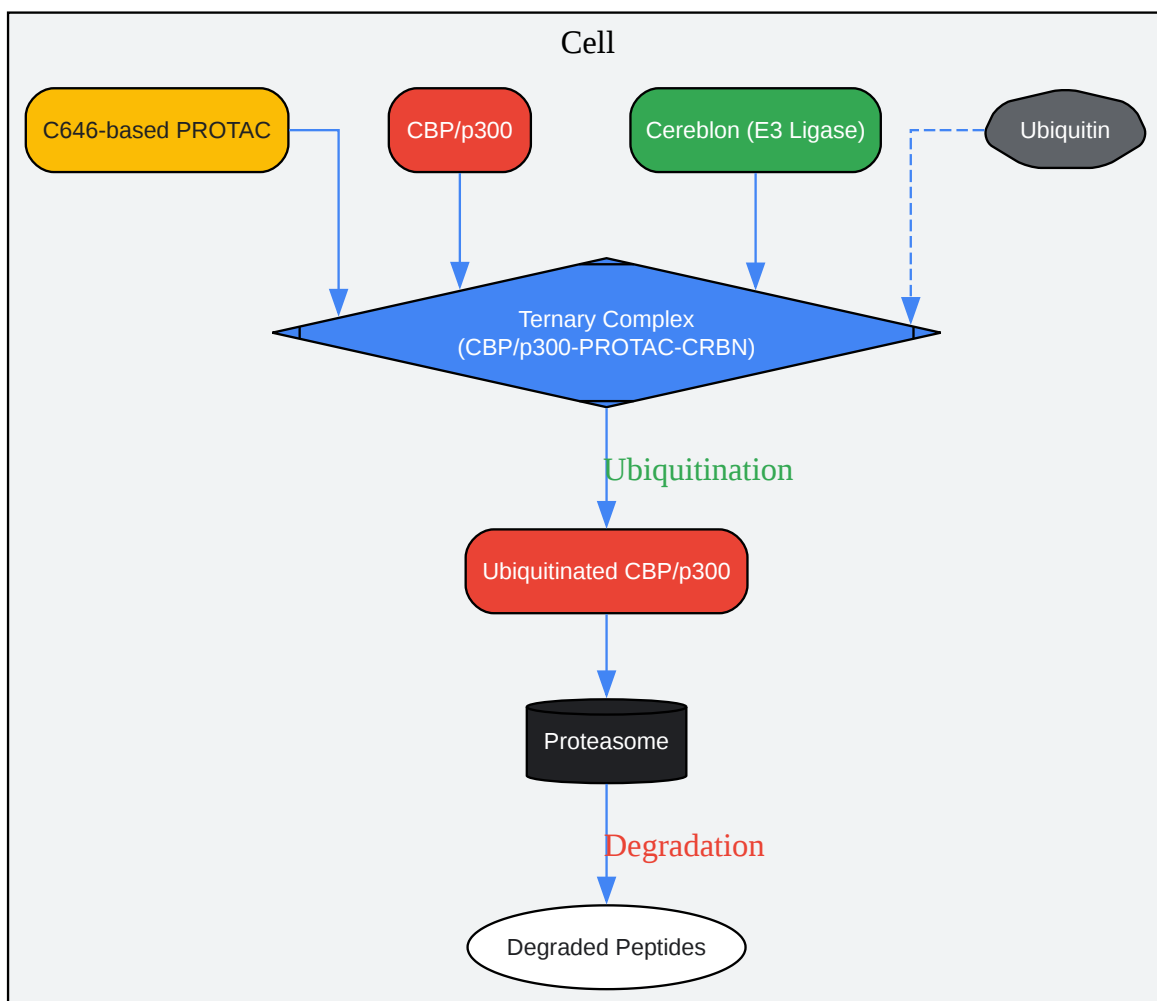 Cell
C646-based PROTAC
CBP/p300
Cereblon (E3 Ligase)
Ubiquitin
Ternary Complex
(CBP/p300-PROTAC-CRBN)
Ubiquitination
Ubiquitinated CBP/p300
Proteasome
Degradation
Degraded Peptides